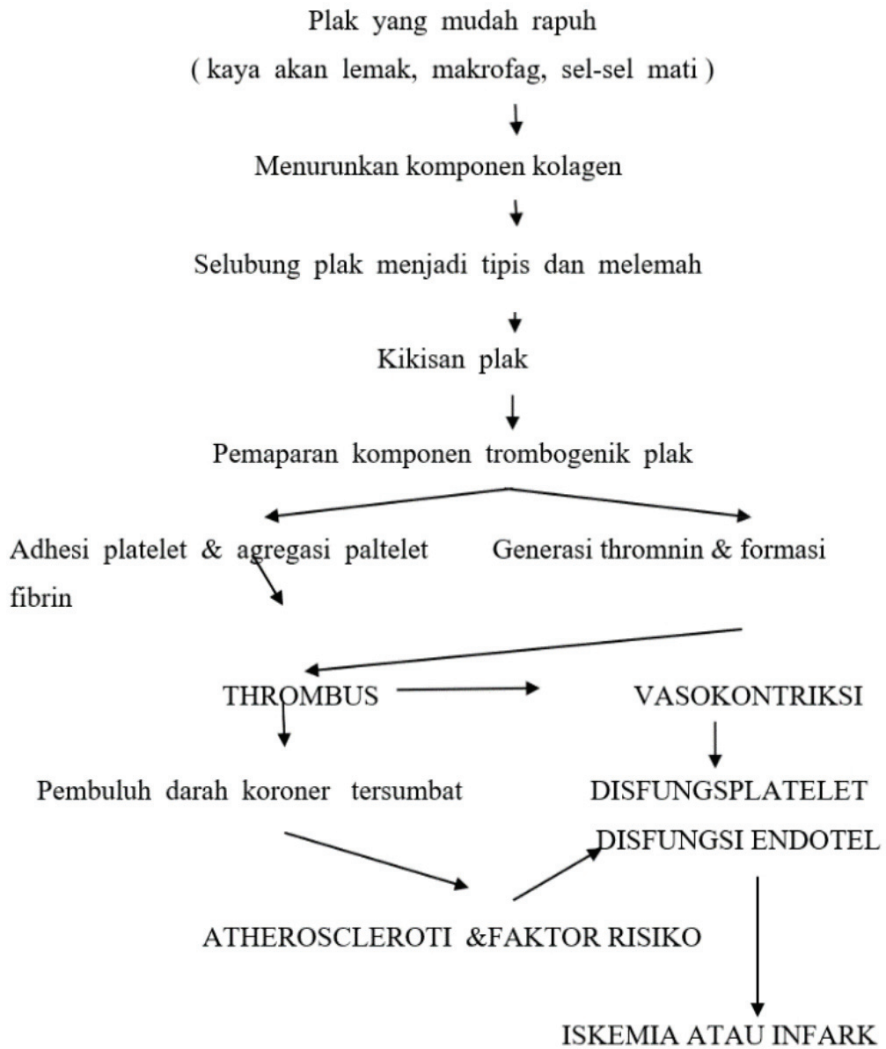 Plak yang mudah rapuh
( kaya akan lemak, makrofag, sel-sel mati )
Menurunkan komponen kolagen
Selubung plak menjadi tipis dan melemah
Kikisan plak
Pemaparan komponen trombogenik plak
Adhesi platelet & agregasi paltelet Generasi thromnin & formasi
fibrin
THROMBUS VASOKONTRIKSI
Pembuluh darah koroner tersumbat DISFUNGSPLATELET
DISFUNGSI ENDOTEL
ATHEROSCLEROTI &FAKTOR RISIKO
ISKEMIA ATAU INFARK